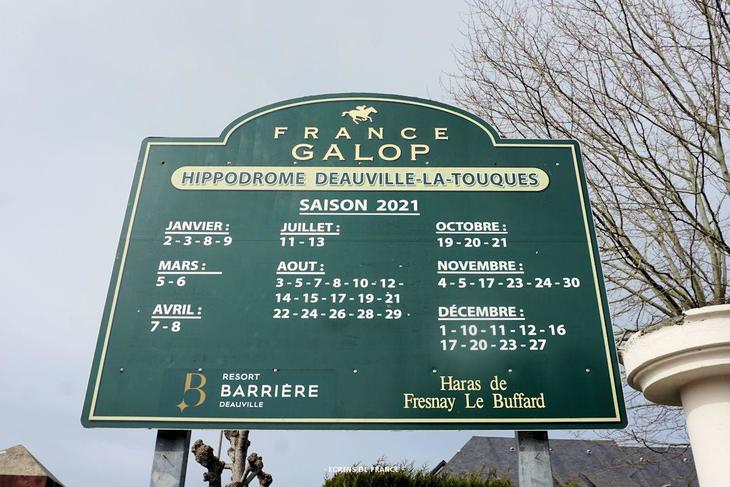 FRANCE
GALOP
HIPPODROME DEAUVILLE-LA-TOUQUES
SAISON 2021
JANVIER :
2 - 3 - 8 - 9
MARS :
5 - 6
AVRIL :
7 - 8
JUILLET :
11 - 13
AOUT :
3 - 5 - 7 - 8 - 10 - 12 -
14 - 15 - 17 - 19 - 21
22 - 24 - 26 - 28 - 29
OCTOBRE :
19 - 20 - 21
NOVEMBRE :
4 - 5 - 17 - 23 - 24 - 30
DÉCEMBRE :
1 - 10 - 11 - 12 - 16
17 - 20 - 23 - 27
B
RESORT
BARRIÈRE
DEAUVILLE
Haras de
Fresnay Le Buffard
- ECRINS DE FRANCE -